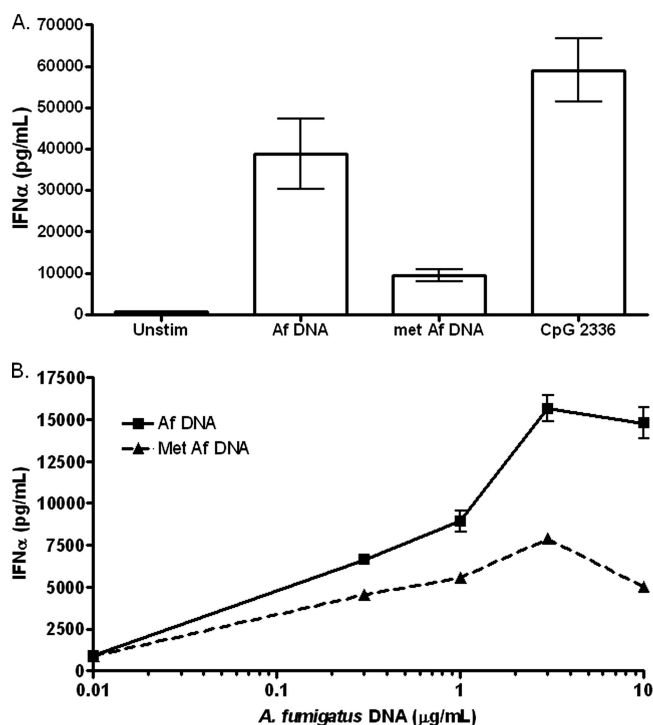 A.
IFNα (pg/mL)
70000
60000
50000
40000
30000
20000
10000
0
Unstim
Af DNA
met Af DNA
CpG 2336
B.
IFNα (pg/mL)
17500
15000
12500
10000
7500
5000
2500
0
Af DNA
Met Af DNA
0.01
0.1
1
10
A. fumigatus DNA (μg/mL)